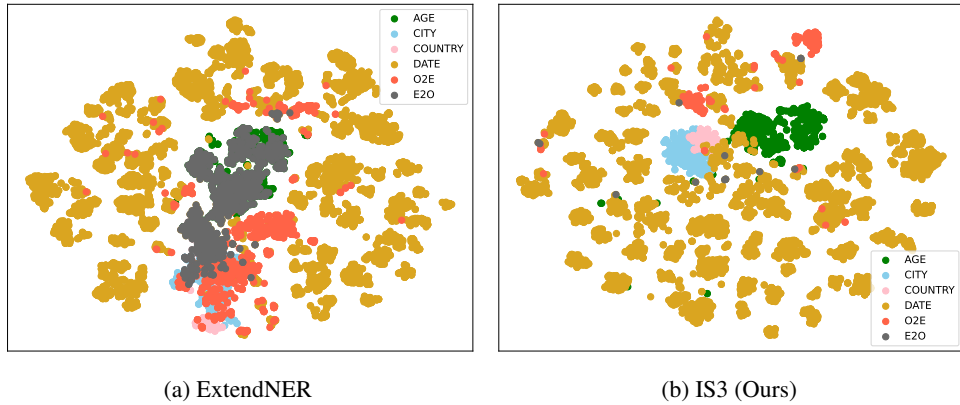 AGE
CITY
COUNTRY
DATE
O2E
E2O
AGE
CITY
COUNTRY
DATE
O2E
E2O
(a) ExtendNER
(b) IS3 (Ours)